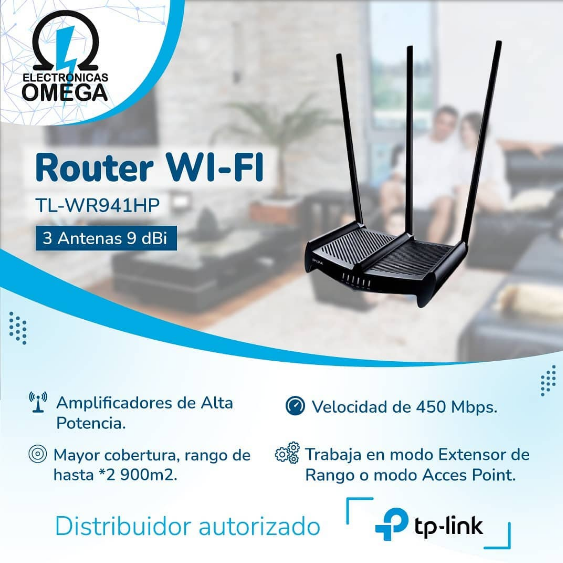 ELECTRÓNICAS
OMEGA
Router WI-FI
TL-WR941HP
3 Antenas 9 dBi
Amplificadores de Alta
Potencia.
Velocidad de 450 Mbps.
Mayor cobertura, rango de
hasta *2 900m2.
Trabaja en modo Extensor de
Rango o modo Acces Point.
Distribuidor autorizado
tp-link